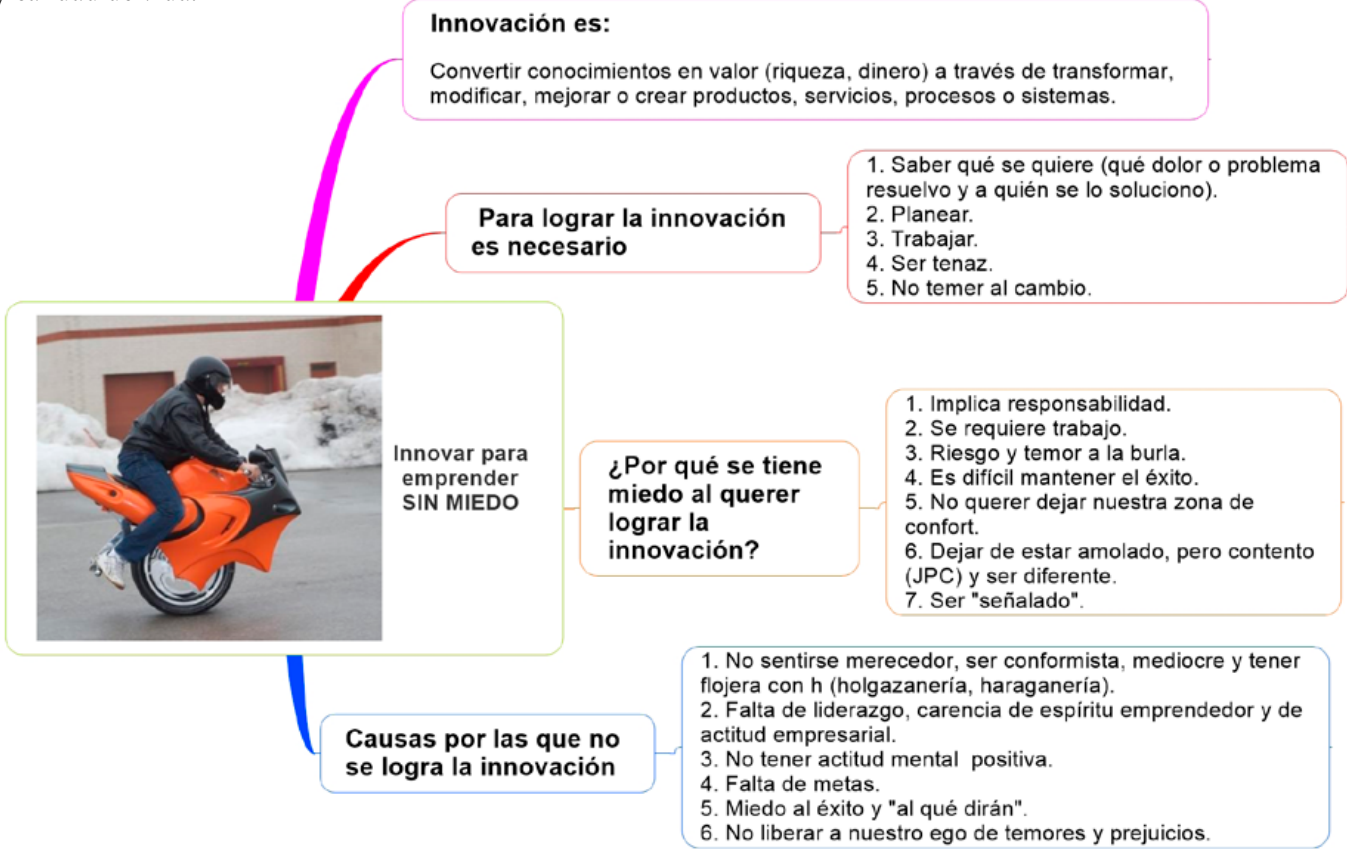 Innovación es:
Convertir conocimientos en valor (riqueza, dinero) a través de transformar,
modificar, mejorar o crear productos, servicios, procesos o sistemas.
Para lograr la innovación
es necesario
1. Saber qué se quiere (qué dolor o problema
resuelvo y a quién se lo soluciono).
2. Planear.
3. Trabajar.
4. Ser tenaz.
5. No temer al cambio.
Innovar para
emprender
SIN MIEDO
¿Por qué se tiene
miedo al querer
lograr la
innovación?
1. Implica responsabilidad.
2. Se requiere trabajo.
3. Riesgo y temor a la burla.
4. Es difícil mantener el éxito.
5. No querer dejar nuestra zona de
confort.
6. Dejar de estar amolado, pero contento
(JPC) y ser diferente.
7. Ser "señalado".
Causas por las que no
se logra la innovación
1. No sentirse merecedor, ser conformista, mediocre y tener
flojera con h (holgazanería, haraganería).
2. Falta de liderazgo, carencia de espíritu emprendedor y de
actitud empresarial.
3. No tener actitud mental  positiva.
4. Falta de metas.
5. Miedo al éxito y "al qué dirán".
6. No liberar a nuestro ego de temores y prejuicios.